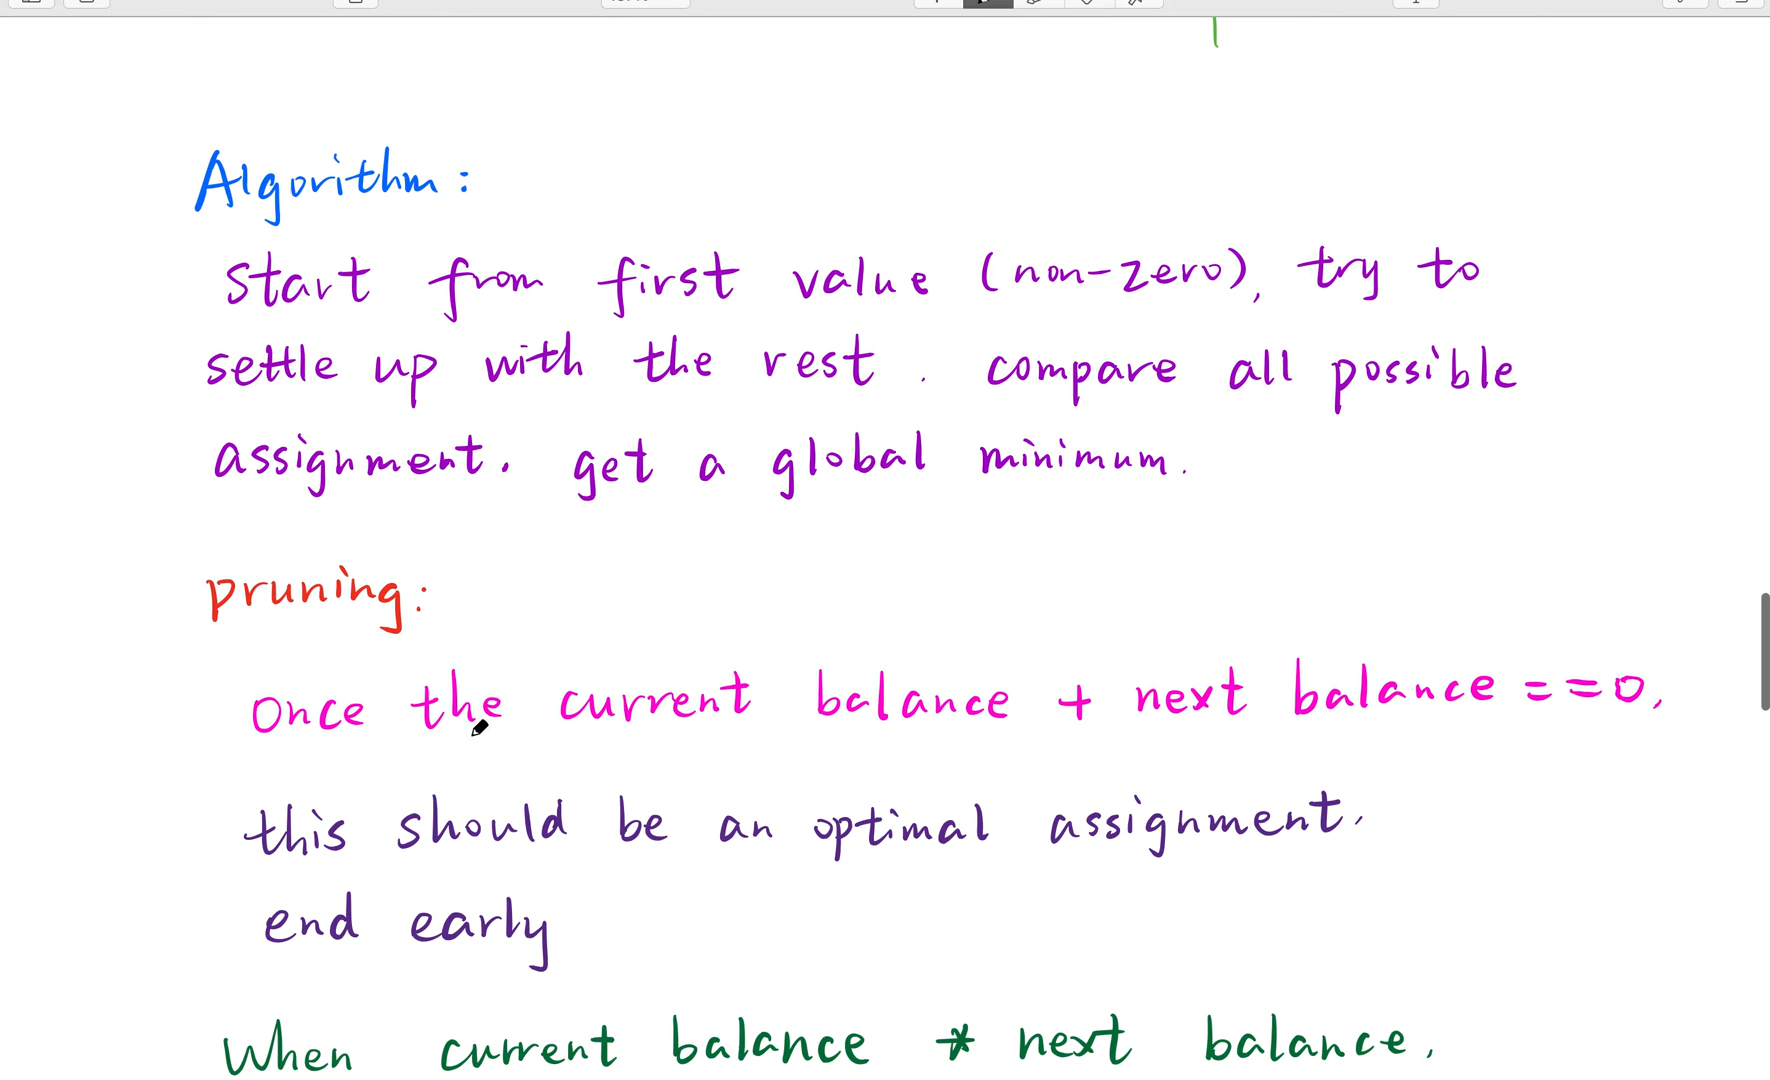 Algorithm:
start from first value (non-zero), try to
settle up with the rest. compare all possible
assignment. get a global minimum.
pruning:
Once the current balance + next balance ==0,
this should be an optimal assignment.
end early
When current balance * next balance,